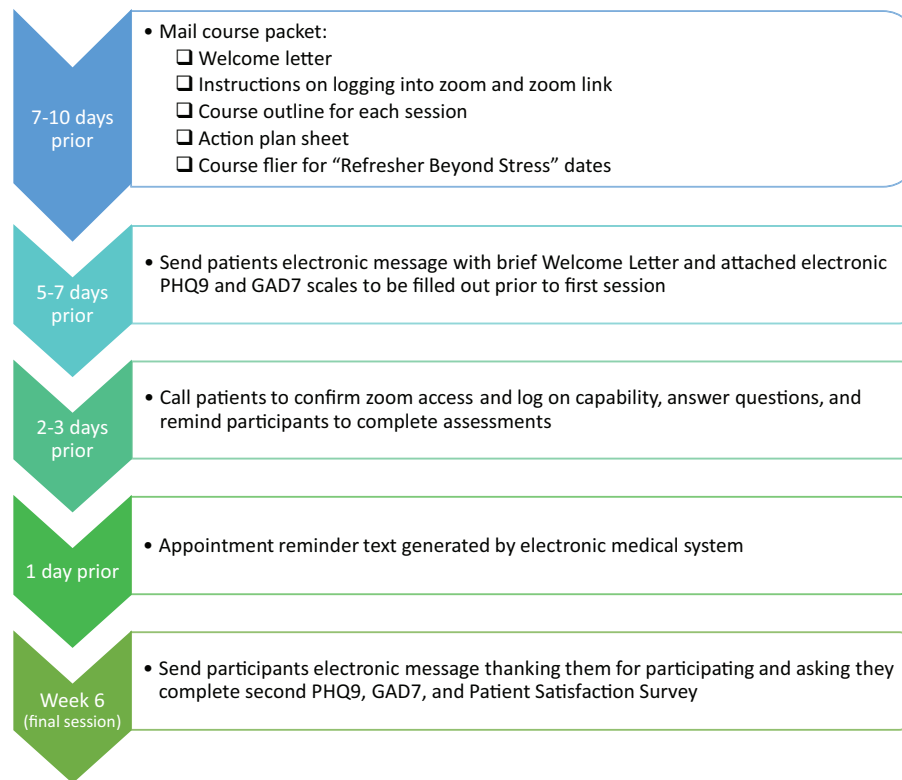 7-10 days
prior
• Mail course packet:
❑ Welcome letter
❑ Instructions on logging into zoom and zoom link
❑ Course outline for each session
❑ Action plan sheet
❑ Course flier for “Refresher Beyond Stress” dates
5-7 days
prior
• Send patients electronic message with brief Welcome Letter and attached electronic
PHQ9 and GAD7 scales to be filled out prior to first session
2-3 days
prior
• Call patients to confirm zoom access and log on capability, answer questions, and
remind participants to complete assessments
1 day prior
• Appointment reminder text generated by electronic medical system
Week 6
(final session)
• Send participants electronic message thanking them for participating and asking they
complete second PHQ9, GAD7, and Patient Satisfaction Survey